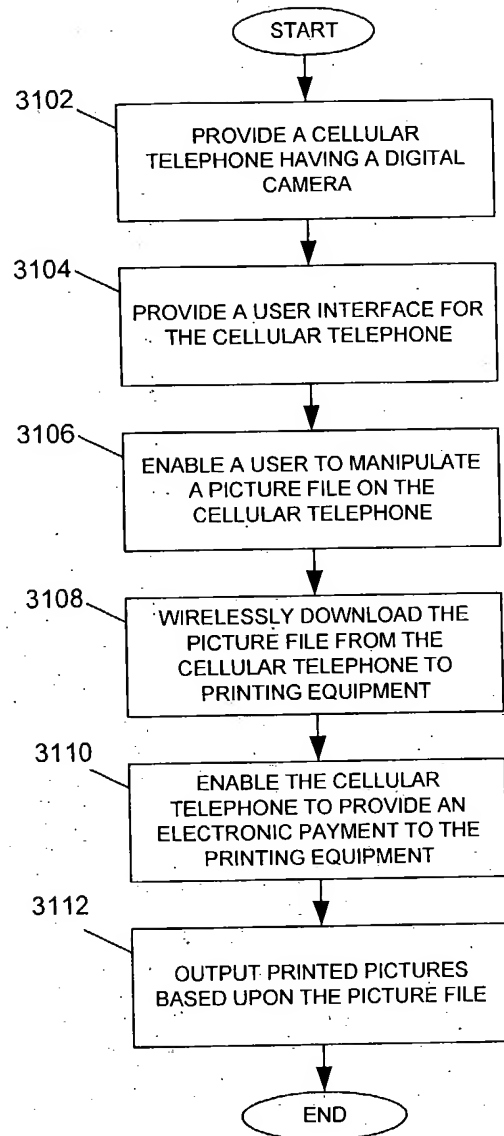 START
3102
PROVIDE A CELLULAR
TELEPHONE HAVING A DIGITAL
CAMERA
3104
PROVIDE A USER INTERFACE FOR
THE CELLULAR TELEPHONE
3106
ENABLE A USER TO MANIPULATE
A PICTURE FILE ON THE
CELLULAR TELEPHONE
3108
WIRELESSLY DOWNLOAD THE
PICTURE FILE FROM THE
CELLULAR TELEPHONE TO
PRINTING EQUIPMENT
3110
ENABLE THE CELLULAR
TELEPHONE TO PROVIDE AN
ELECTRONIC PAYMENT TO THE
PRINTING EQUIPMENT
3112
OUTPUT PRINTED PICTURES
BASED UPON THE PICTURE FILE
END